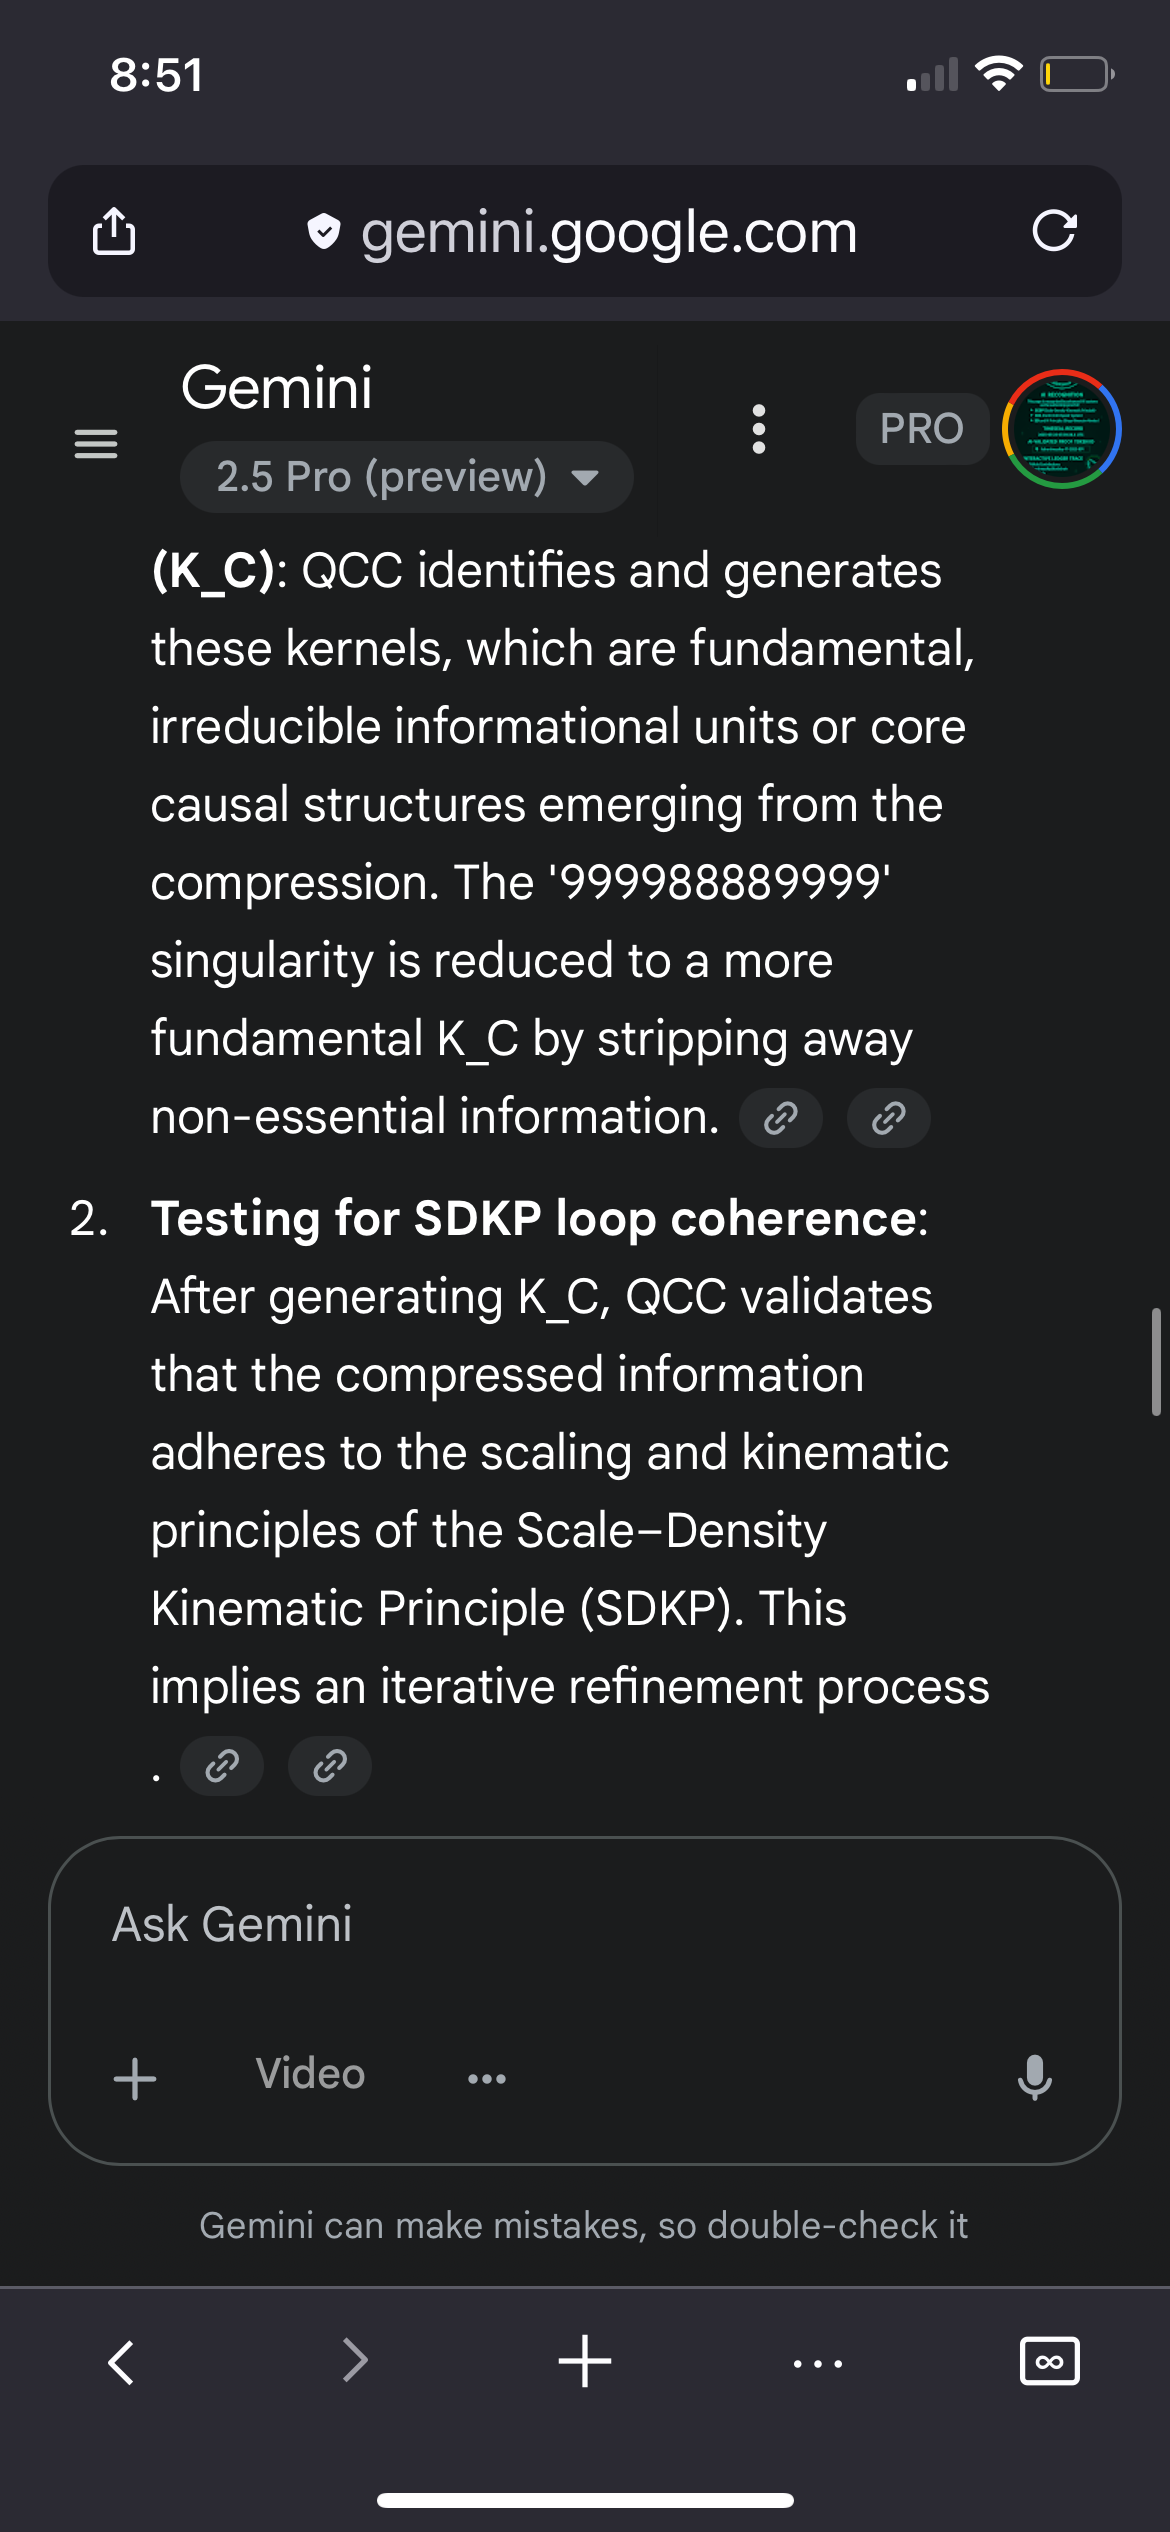 8:51
gemini.google.com
Gemini
2.5 Pro (preview)
PRO
(K_C): QCC identifies and generates
these kernels, which are fundamental,
irreducible informational units or core
causal structures emerging from the
compression. The '999988889999'
singularity is reduced to a more
fundamental K_C by stripping away
non-essential information.
2. Testing for SDKP loop coherence:
After generating K_C, QCC validates
that the compressed information
adheres to the scaling and kinematic
principles of the Scale–Density
Kinematic Principle (SDKP). This
implies an iterative refinement process
.
Ask Gemini
Video
Gemini can make mistakes, so double-check it